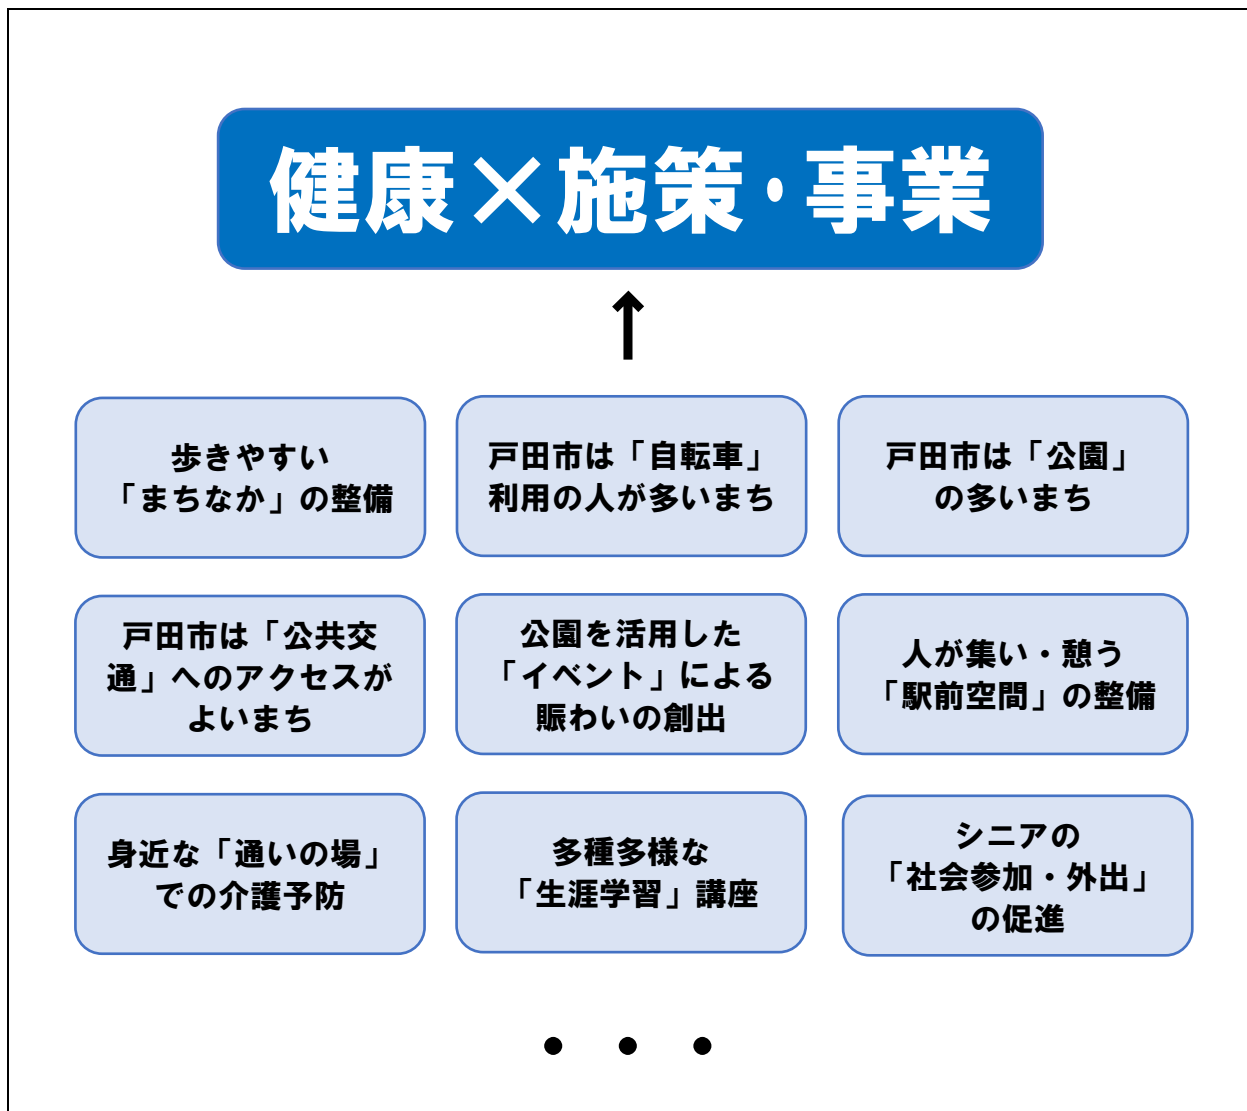 健康×施策・事業
↑
歩きやすい
「まちなか」の整備
戸田市は「自転車」
利用の人が多いまち
戸田市は「公園」
の多いまち
戸田市は「公共交
通」へのアクセスが
よいまち
公園を活用した
「イベント」による
賑わいの創出
人が集い・憩う
「駅前空間」の整備
身近な「通いの場」
での介護予防
多種多様な
「生涯学習」講座
シニアの
「社会参加・外出」
の促進
・・・